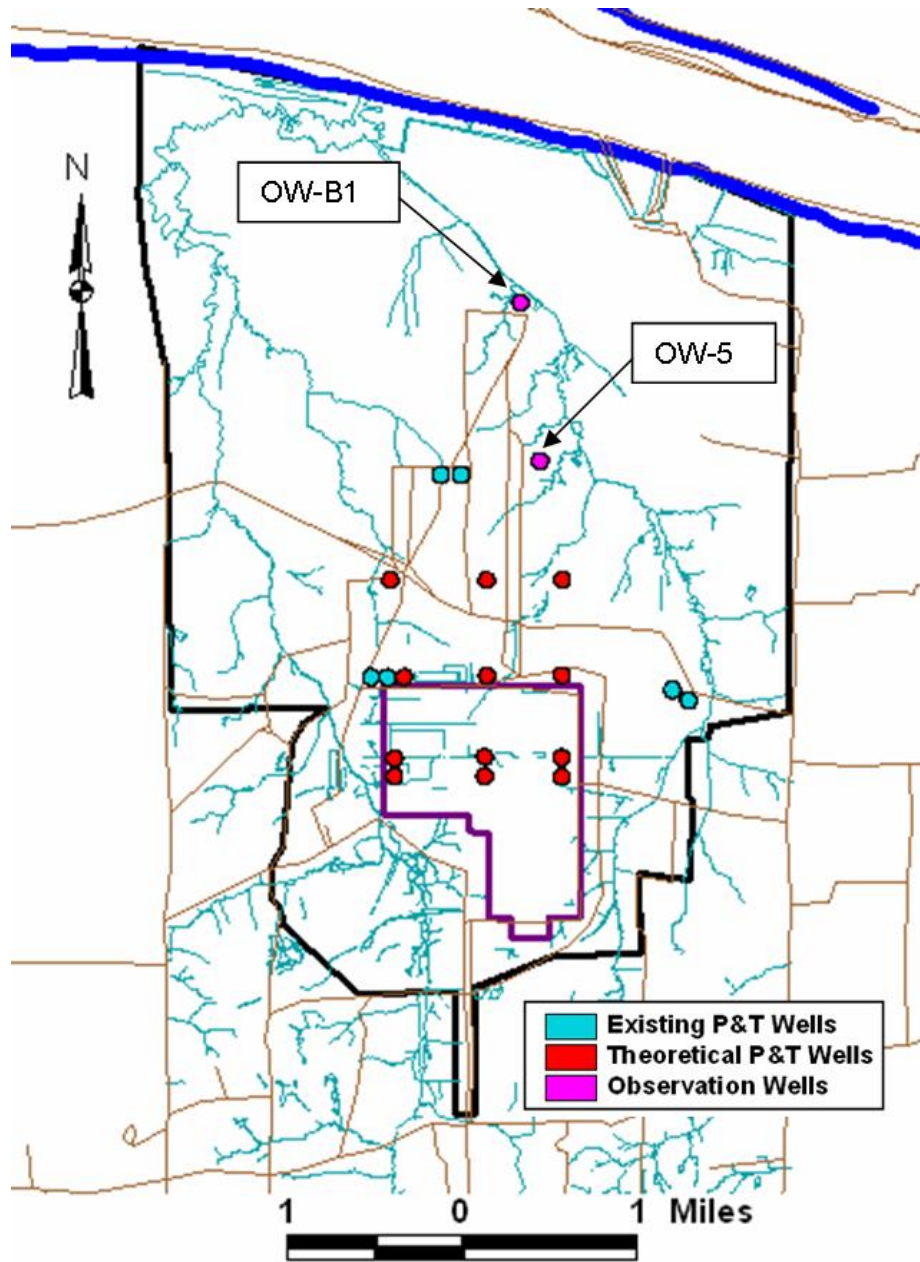 N
OW-B1
OW-5
Existing P&T Wells
Theoretical P&T Wells
Observation Wells
1 0 1 Miles